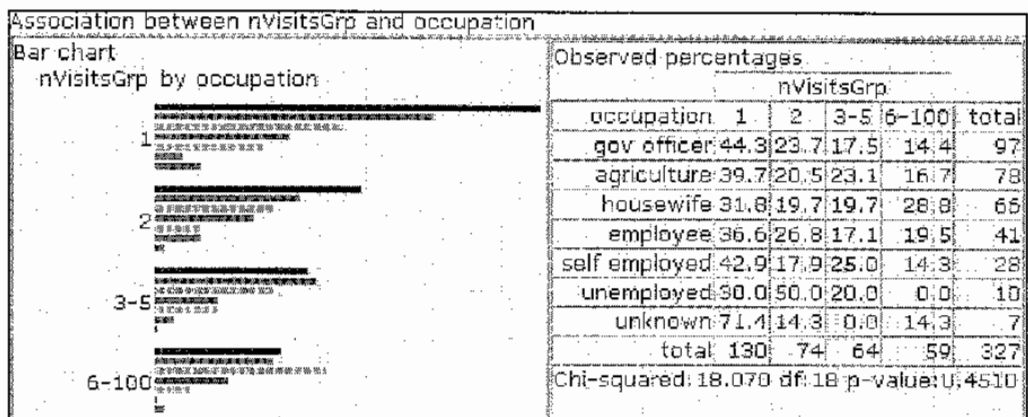 Association between nVisitsGrp and occupation
Bar chart
nVisitsGrp by occupation
1
2
3-5
6-100
Observed percentages
nVisitsGrp
occupation 1 2 3-5 6-100 total
gov officer 44.3 23.7 17.5 14.4 97
agriculture 39.7 20.5 23.1 16.7 78
housewife 31.8 19.7 19.7 28.8 66
employee 36.6 26.8 17.1 19.5 41
self employed 42.9 17.9 25.0 14.3 28
unemployed 30.0 50.0 20.0 0.0 10
unknown 71.4 14.3 0.0 14.3 7
total 130 74 64 59 327
Chi-squared: 18.070 df: 18 p-value: 0.4510